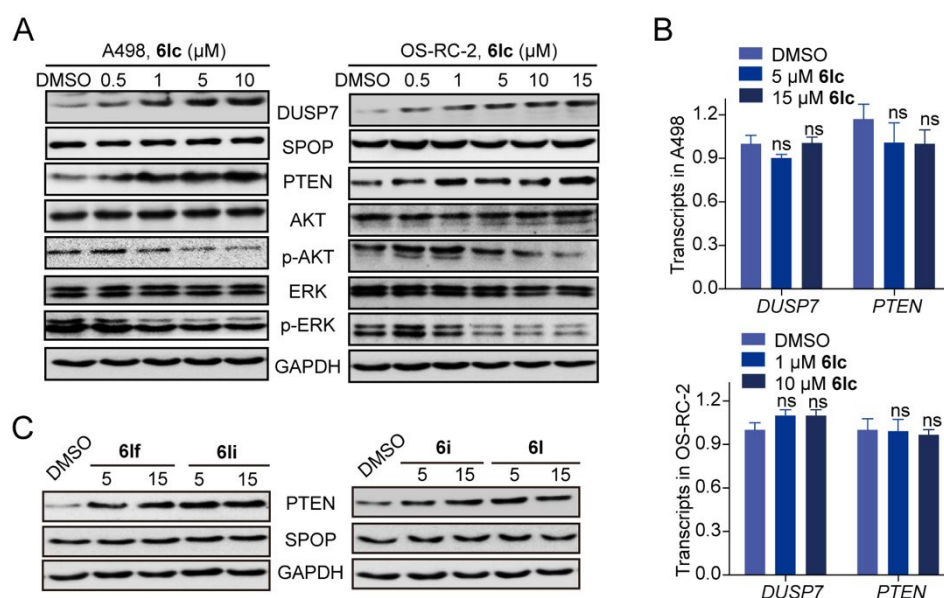 A
A498, 6lc (µM)
DMSO 0.5 1 5 10
OS-RC-2, 6lc (µM)
DMSO 0.5 1 5 10 15
DUSP7
SPOP
PTEN
AKT
p-AKT
ERK
p-ERK
GAPDH
B
DMSO
5 µM 6lc
15 µM 6lc
Transcripts in A498
1.2
0.9
0.6
0.3
0.0
ns ns ns ns
DUSP7 PTEN
DMSO
1 µM 6lc
10 µM 6lc
Transcripts in OS-RC-2
1.2
0.9
0.6
0.3
0.0
ns ns ns ns
DUSP7 PTEN
C
DMSO 6lf 6li
5 15 5 15
DMSO 6i 6l
5 15 5 15
PTEN
SPOP
GAPDH